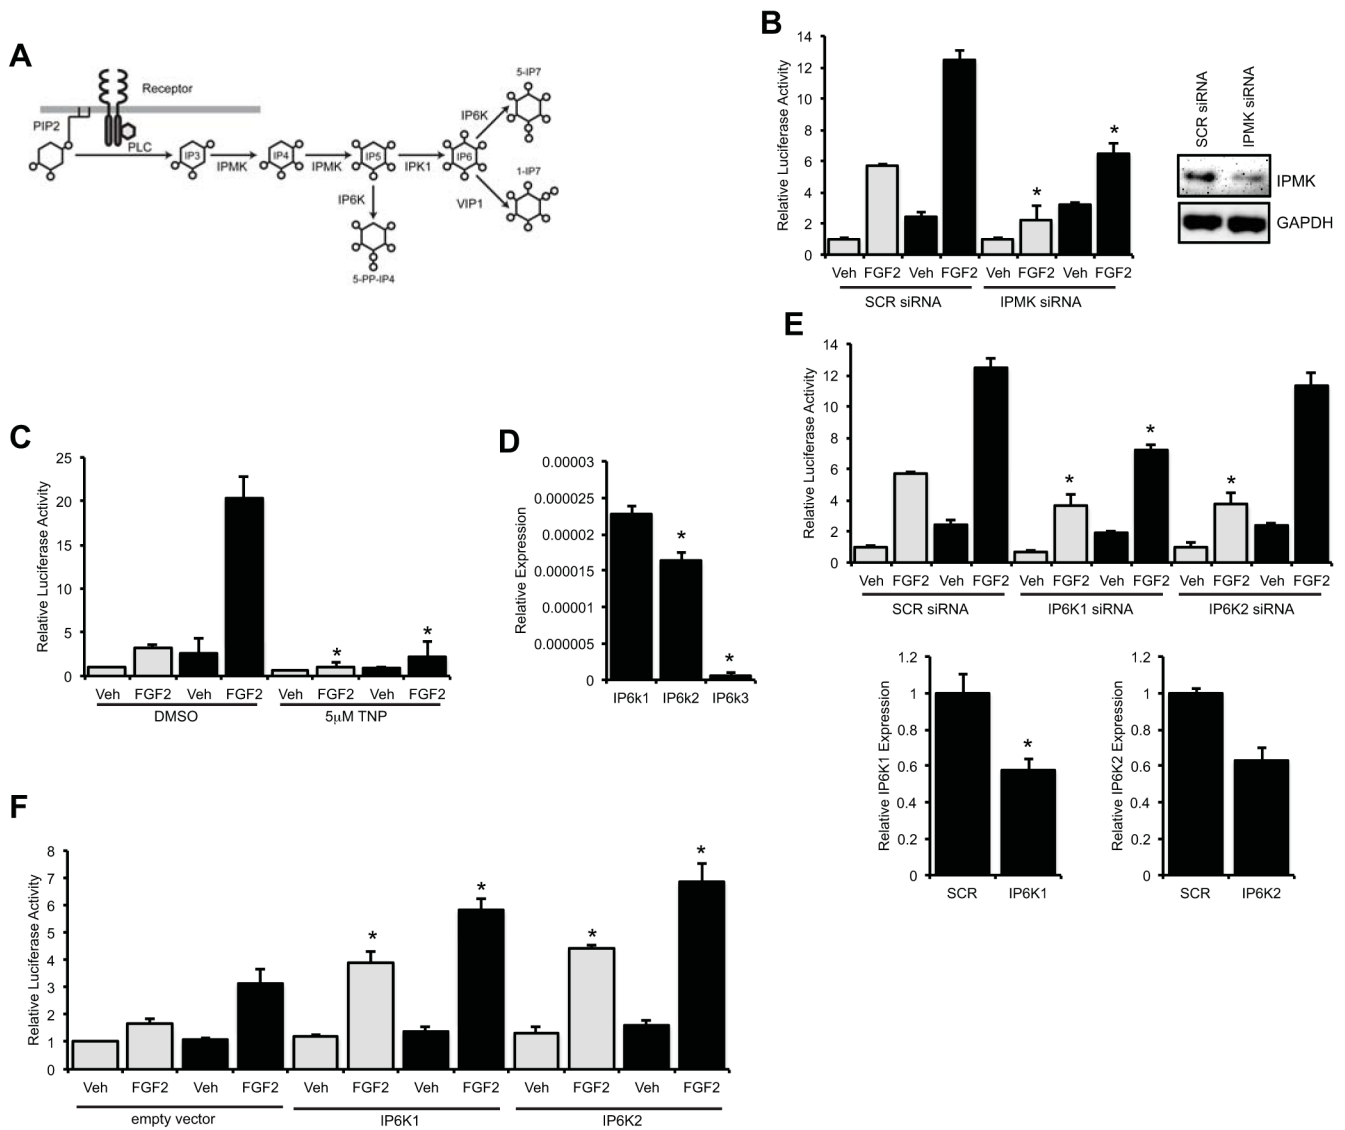 A
Receptor
PIP2
PLC
IP3
IPMK
IP4
IPMK
IP5
IPK1
IP6
IP6K
5-IP7
VIP1
1-IP7
IP6K
5-PP-IP4
B
Relative Luciferase Activity
14
12
10
8
6
4
2
0
*
*
Veh FGF2 Veh FGF2 Veh FGF2 Veh FGF2
SCR siRNA IPMK siRNA
SCR siRNA
IPMK siRNA
IPMK
GAPDH
C
Relative Luciferase Activity
25
20
15
10
5
0
*
*
Veh FGF2 Veh FGF2 Veh FGF2 Veh FGF2
DMSO 5μM TNP
D
Relative Expression
0.00003
0.000025
0.00002
0.000015
0.00001
0.000005
0
*
*
IP6k1 IP6k2 IP6k3
E
Relative Luciferase Activity
14
12
10
8
6
4
2
0
*
*
*
Veh FGF2 Veh FGF2 Veh FGF2 Veh FGF2 Veh FGF2 Veh FGF2
SCR siRNA IP6K1 siRNA IP6K2 siRNA
Relative IP6K1 Expression
1.2
1
0.8
0.6
0.4
0.2
0
*
SCR IP6K1
Relative IP6K2 Expression
1.2
1
0.8
0.6
0.4
0.2
0
SCR IP6K2
F
Relative Luciferase Activity
8
7
6
5
4
3
2
1
0
*
*
*
*
Veh FGF2 Veh FGF2 Veh FGF2 Veh FGF2 Veh FGF2 Veh FGF2
empty vector IP6K1 IP6K2